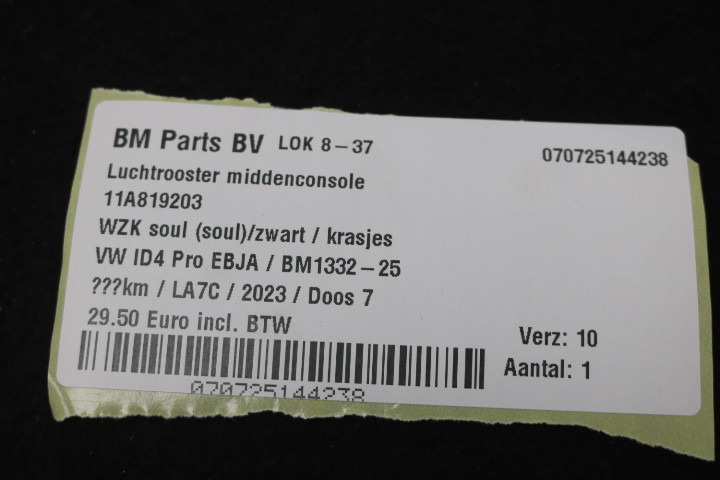 BM Parts BV LOK 8-37 070725144238
Luchtrooster middenconsole
11A819203
WZK soul (soul)/zwart / krasjes
VW ID4 Pro EBJA / BM1332-25
???km / LA7C / 2023 / Doos 7
29.50 Euro incl. BTW
Verz: 10
Aantal: 1
070725144238